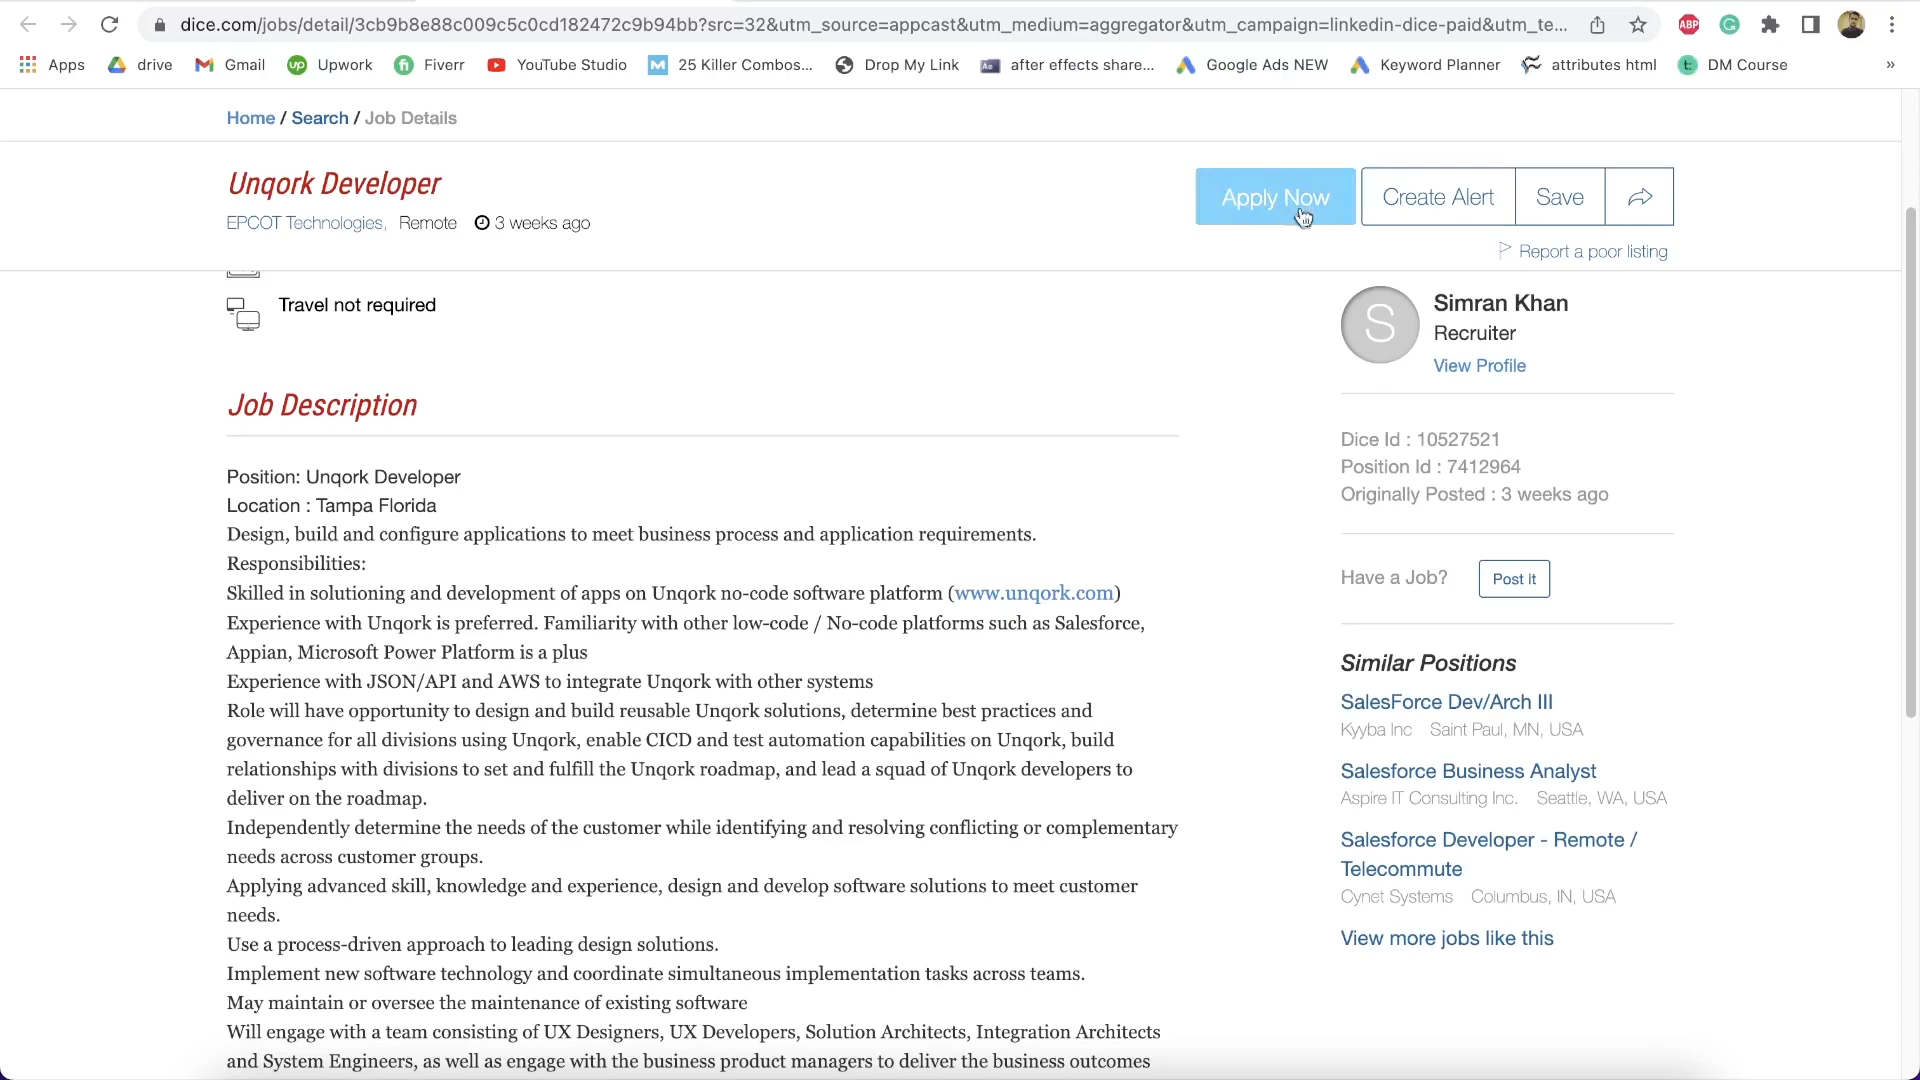 dice.com/jobs/detail/3cb9b8e88c009c5c0cd182472c9b94bb?src=32&utm_source=appcast&utm_medium=aggregator&utm_campaign=linkedin-dice-paid&utm_te...
ABP
Apps drive Gmail Upwork Fiverr YouTube Studio 25 Killer Combos... Drop My Link after effects share... Google Ads NEW Keyword Planner attributes html DM Course »
Home / Search / Job Details
Unqork Developer
Apply Now Create Alert Save
EPCOT Technologies, Remote 3 weeks ago
Report a poor listing
Travel not required
S
Simran Khan
Recruiter
View Profile
Job Description
Position: Unqork Developer
Location : Tampa Florida
Design, build and configure applications to meet business process and application requirements.
Responsibilities:
Skilled in solutioning and development of apps on Unqork no-code software platform (www.unqork.com)
Experience with Unqork is preferred. Familiarity with other low-code / No-code platforms such as Salesforce,
Appian, Microsoft Power Platform is a plus
Experience with JSON/API and AWS to integrate Unqork with other systems
Role will have opportunity to design and build reusable Unqork solutions, determine best practices and
governance for all divisions using Unqork, enable CICD and test automation capabilities on Unqork, build
relationships with divisions to set and fulfill the Unqork roadmap, and lead a squad of Unqork developers to
deliver on the roadmap.
Independently determine the needs of the customer while identifying and resolving conflicting or complementary
needs across customer groups.
Applying advanced skill, knowledge and experience, design and develop software solutions to meet customer
needs.
Use a process-driven approach to leading design solutions.
Implement new software technology and coordinate simultaneous implementation tasks across teams.
May maintain or oversee the maintenance of existing software
Will engage with a team consisting of UX Designers, UX Developers, Solution Architects, Integration Architects
and System Engineers, as well as engage with the business product managers to deliver the business outcomes
Dice Id : 10527521
Position Id : 7412964
Originally Posted : 3 weeks ago
Have a Job? Post it
Similar Positions
SalesForce Dev/Arch III
Kyyba Inc Saint Paul, MN, USA
Salesforce Business Analyst
Aspire IT Consulting Inc. Seattle, WA, USA
Salesforce Developer - Remote /
Telecommute
Cynet Systems Columbus, IN, USA
View more jobs like this